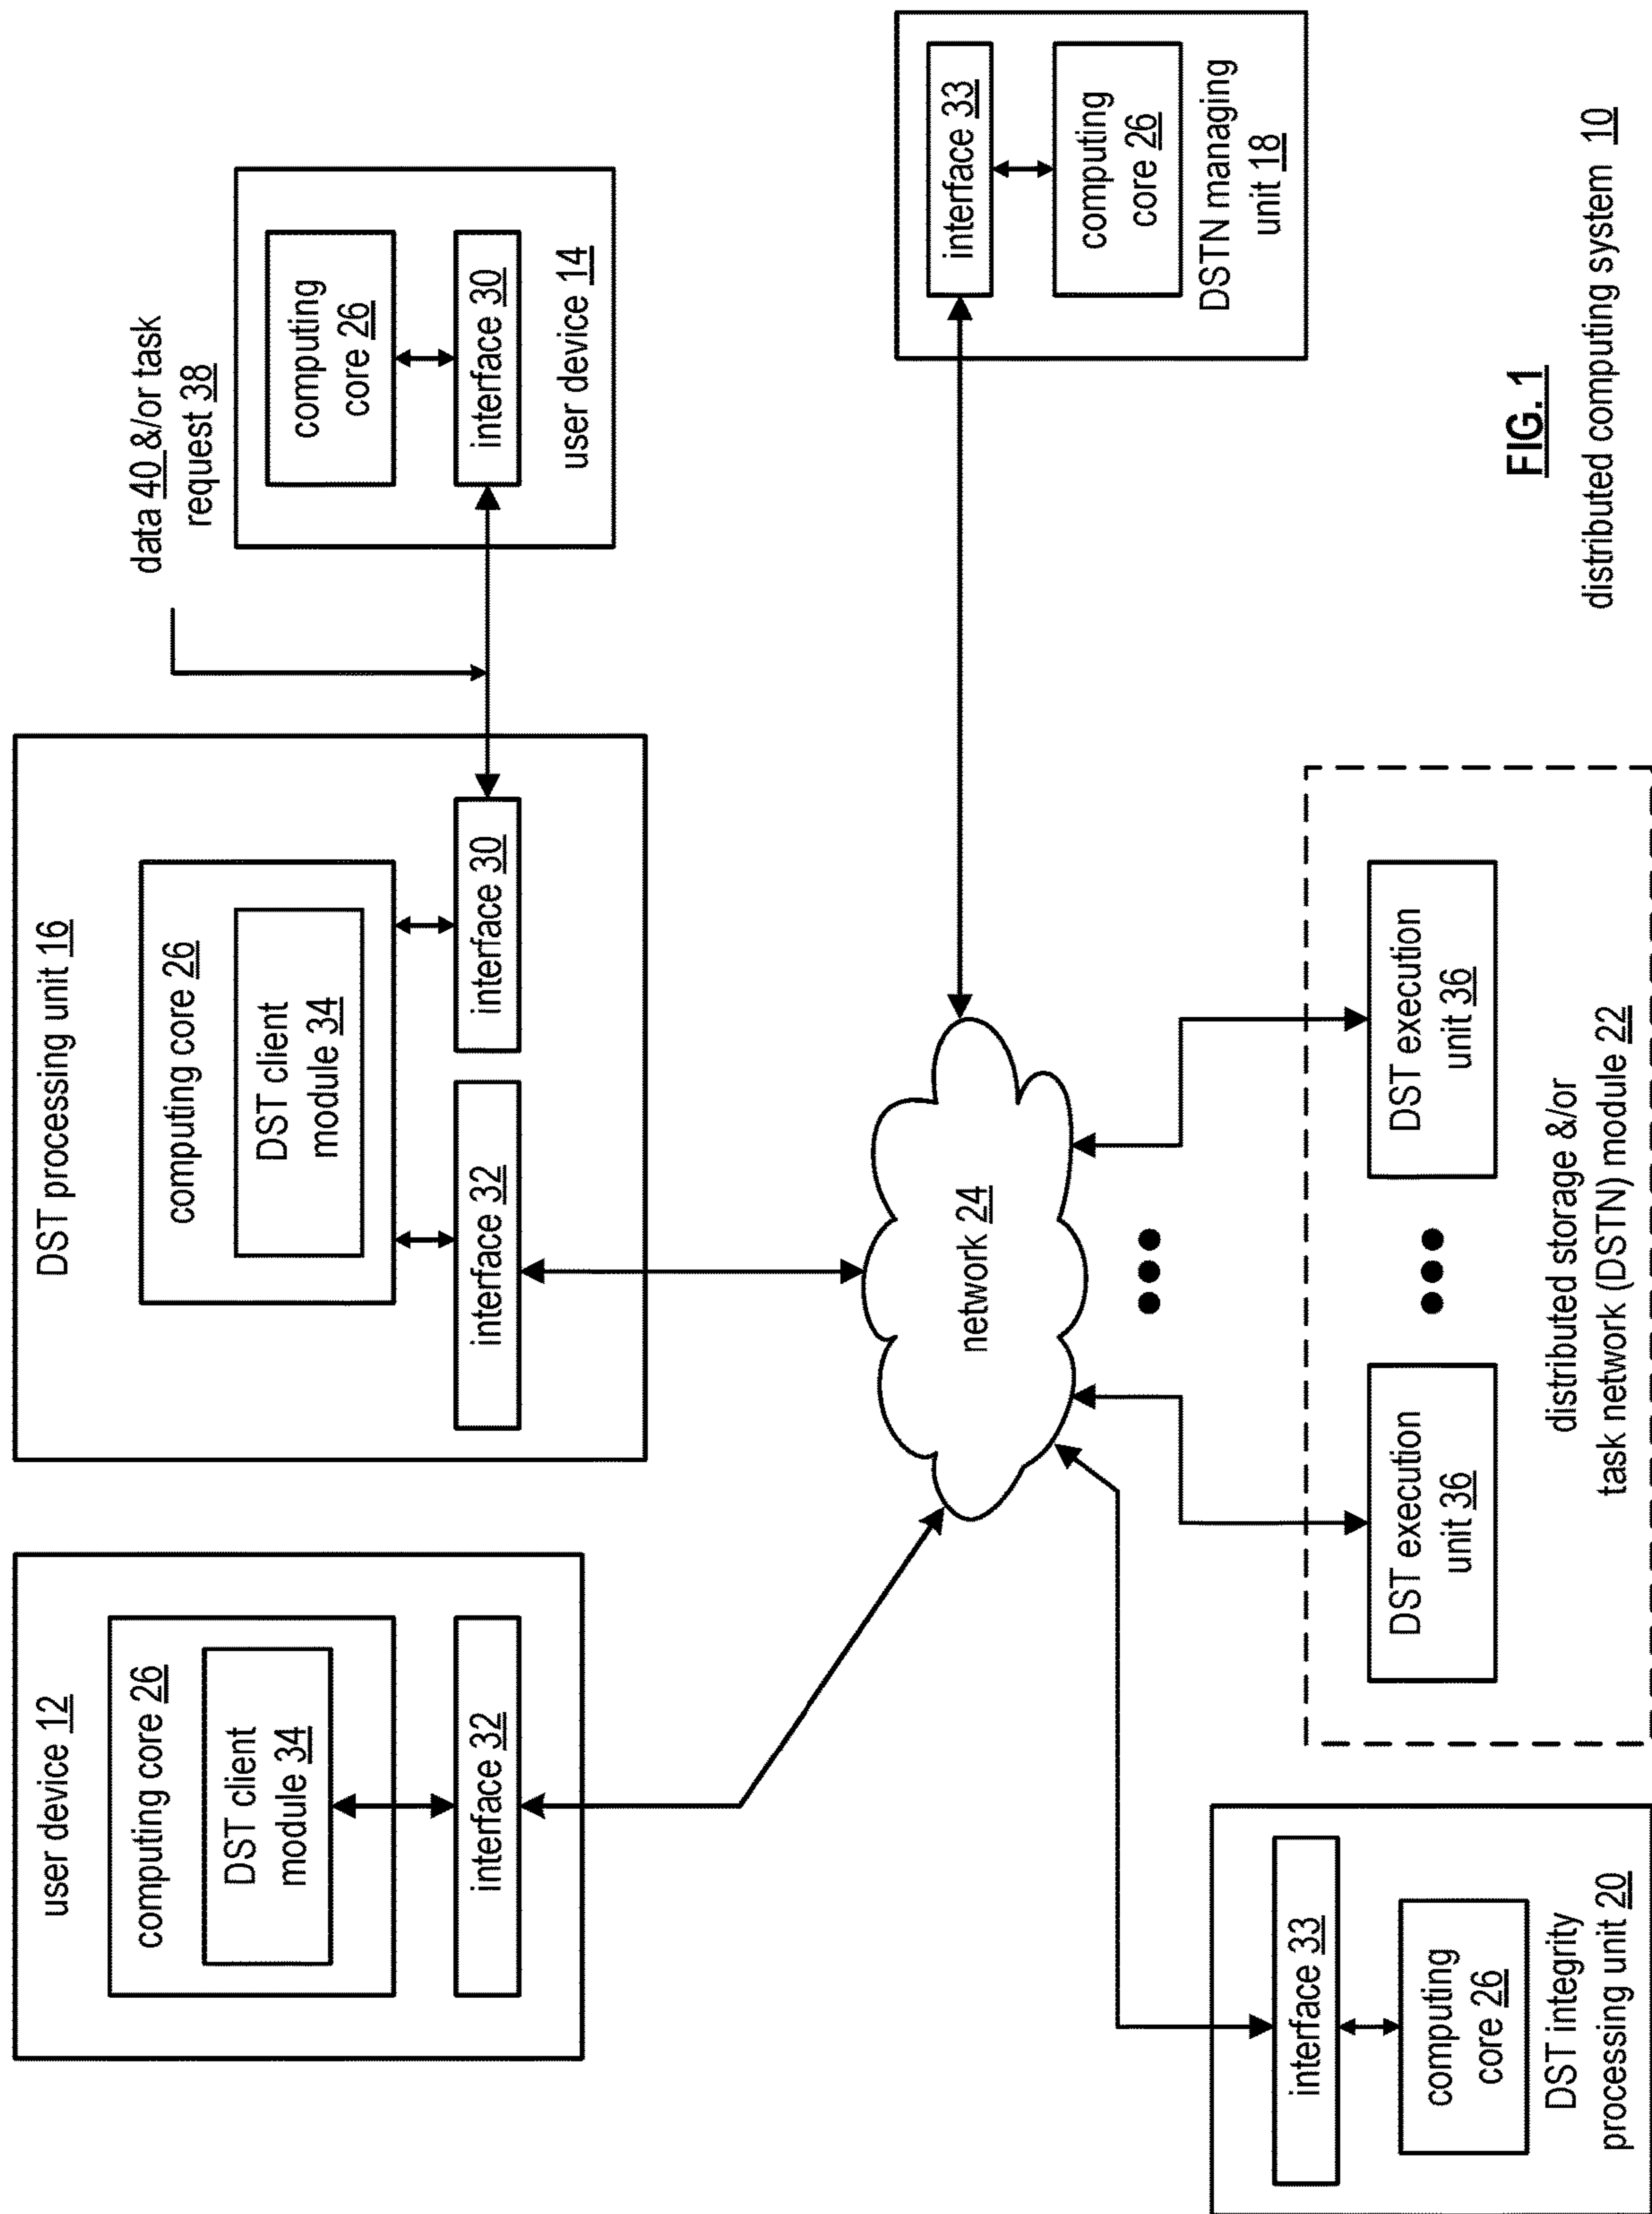 user device 12
computing core 26
DST client
module 34
interface 32
DST processing unit 16
computing core 26
DST client
module 34
interface 32
interface 30
data 40 &/or task
request 38
computing
core 26
interface 30
user device 14
network 24
interface 33
computing
core 26
DSTN managing
unit 18
interface 33
computing
core 26
DST integrity
processing unit 20
DST execution
unit 36
DST execution
unit 36
distributed storage &/or
task network (DSTN) module 22
FIG. 1
distributed computing system 10